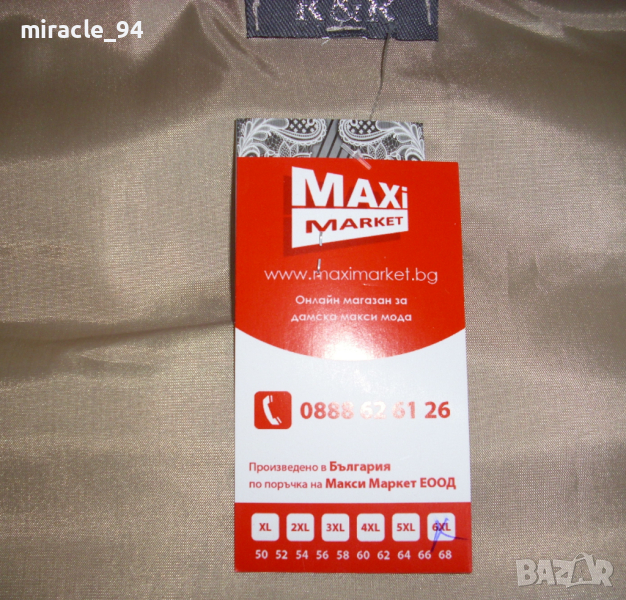 miracle_94
R&R
MAXi
MARKET
www.maximarket.bg
Онлайн магазан за
дамска макси мода
0888 62 61 26
Произведено в България
по поръчка на Макси Маркет ЕООД
XL 2XL 3XL 4XL 5XL 6XL
50 52 54 56 58 60 62 64 66 68
BAZAR